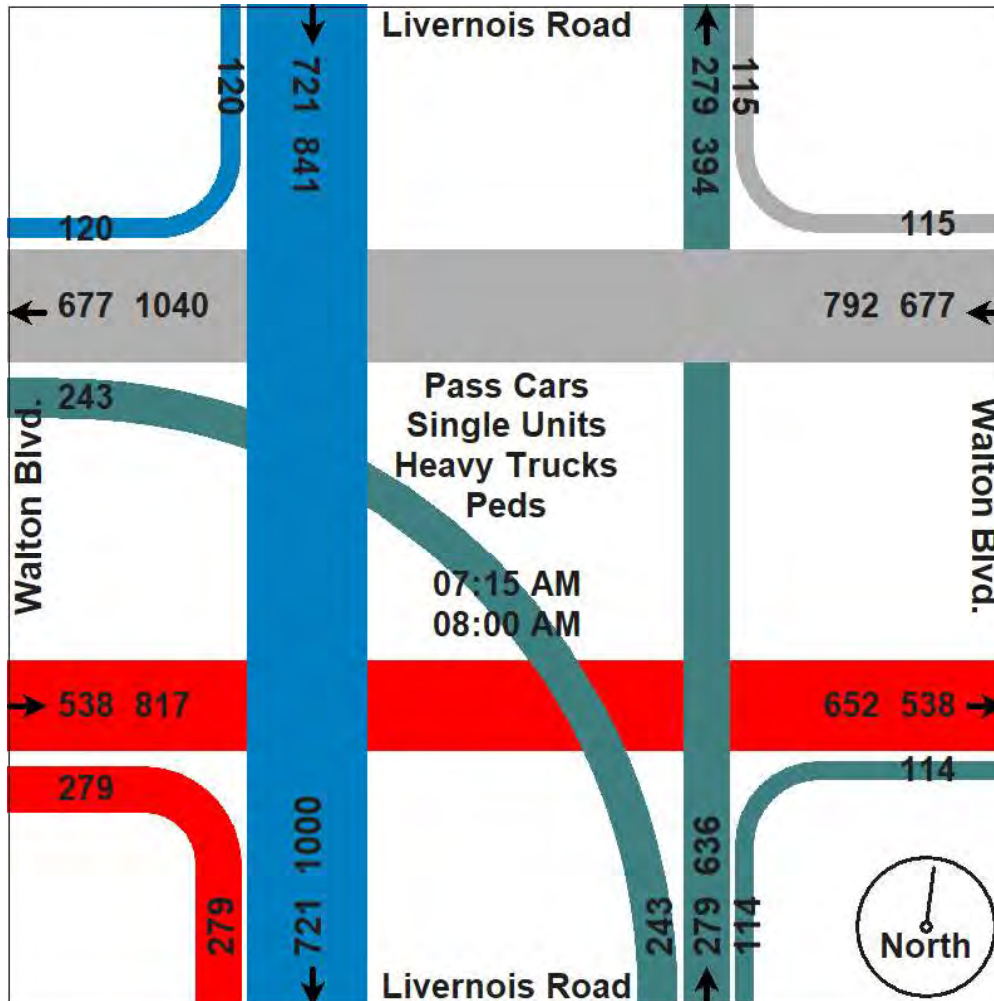 Livernois Road
120
721 841
279 394
115
120
115
677 1040
792 677
243
Pass Cars
Single Units
Heavy Trucks
Peds
Walton Blvd.
Walton Blvd.
07:15 AM
08:00 AM
538 817
652 538
279
114
279
721 1000
243
279 636
114
North
Livernois Road